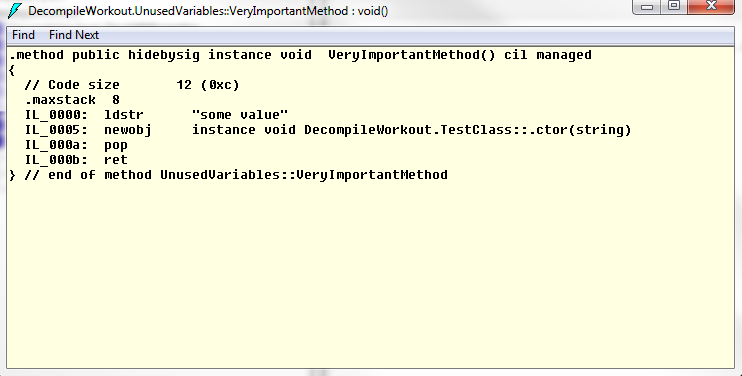 DecompileWorkout.UnusedVariables::VeryImportantMethod : void()
Find Find Next
.method public hidebysig instance void  VeryImportantMethod() cil managed
{
  // Code size       12 (0xc)
  .maxstack  8
  IL_0000:  ldstr      "some value"
  IL_0005:  newobj     instance void DecompileWorkout.TestClass::.ctor(string)
  IL_000a:  pop
  IL_000b:  ret
} // end of method UnusedVariables::VeryImportantMethod